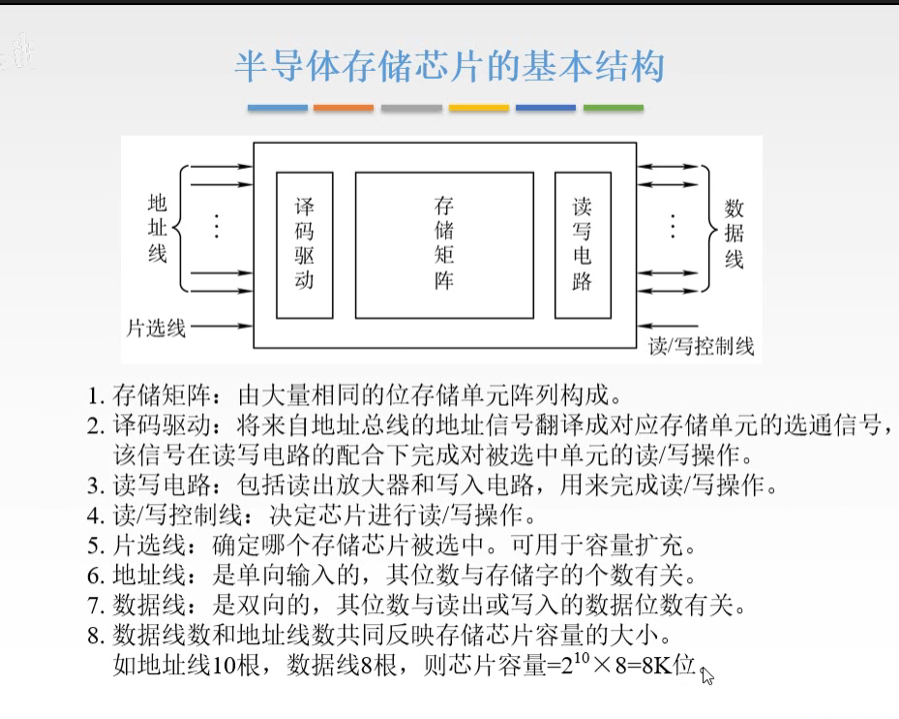 半导体存储芯片的基本结构
地址线
片选线
译码驱动
存储矩阵
读写电路
数据线
读/写控制线
1. 存储矩阵：由大量相同的位存储单元阵列构成。
2. 译码驱动：将来自地址总线的地址信号翻译成对应存储单元的选通信号，
该信号在读写电路的配合下完成对被选中单元的读/写操作。
3. 读写电路：包括读出放大器和写入电路，用来完成读/写操作。
4. 读/写控制线：决定芯片进行读/写操作。
5. 片选线：确定哪个存储芯片被选中。可用于容量扩充。
6. 地址线：是单向输入的，其位数与存储字的个数有关。
7. 数据线：是双向的，其位数与读出或写入的数据位数有关。
8. 数据线数和地址线数共同反映存储芯片容量的大小。
如地址线10根，数据线8根，则芯片容量=2¹⁰×8=8K位。